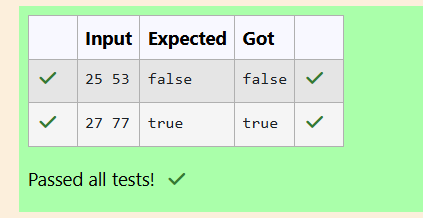 Input Expected Got
25 53 false false
27 77 true true
Passed all tests!